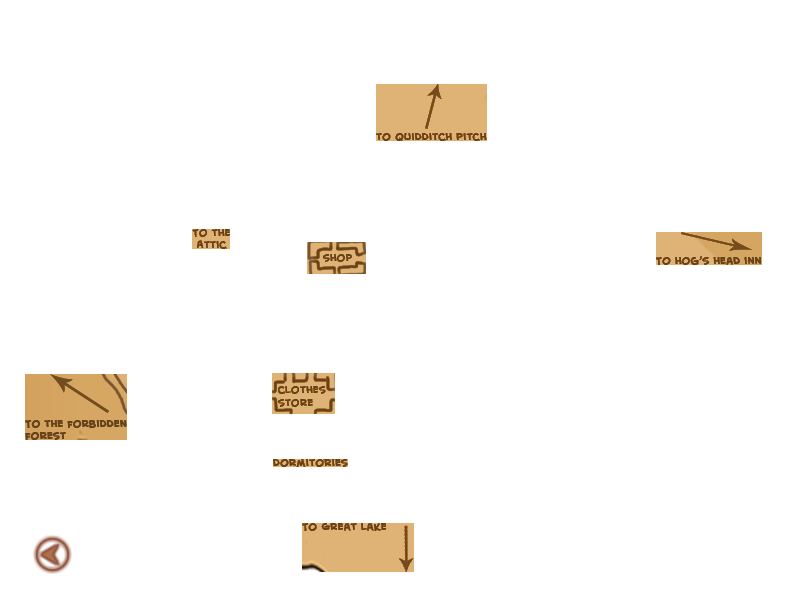 TO QUIDDITCH PITCH
TO THE
ATTIC
SHOP
TO HOG'S HEAD INN
TO THE FORBIDDEN
FOREST
CLOTHES
STORE
DORMITORIES
TO GREAT LAKE